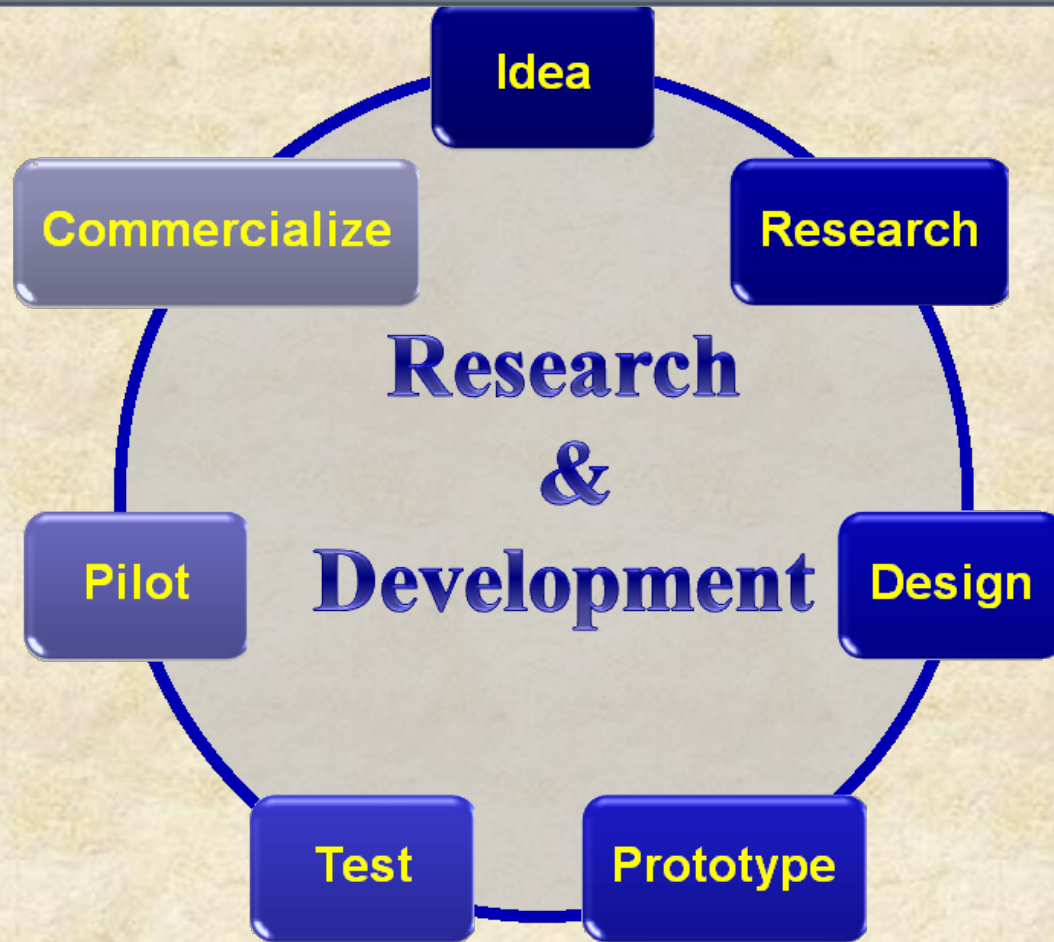 Idea
Research
Design
Prototype
Test
Pilot
Commercialize
Research
&
Development